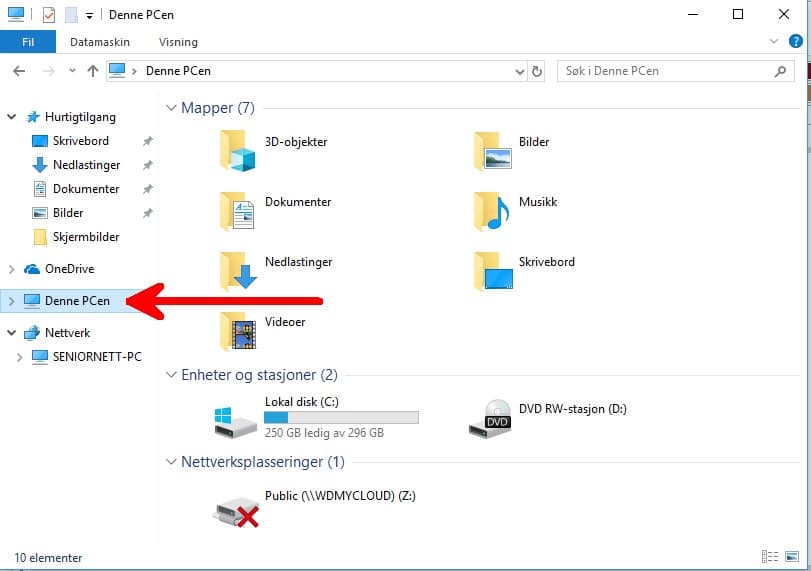 Denne PCen
Fil Datamaskin Visning
Denne PCen Søk i Denne PCen
Hurtigtilgang
Skrivebord
Nedlastinger
Dokumenter
Bilder
Skjermbilder
OneDrive
Denne PCen
Nettverk
SENIORNETT-PC
Mapper (7)
3D-objekter
Bilder
Dokumenter
Musikk
Nedlastinger
Skrivebord
Videoer
Enheter og stasjoner (2)
Lokal disk (C:)
250 GB ledig av 296 GB
DVD RW-stasjon (D:)
DVD
Nettverksplasseringer (1)
Public (\\WDMYCLOUD) (Z:)
10 elementer